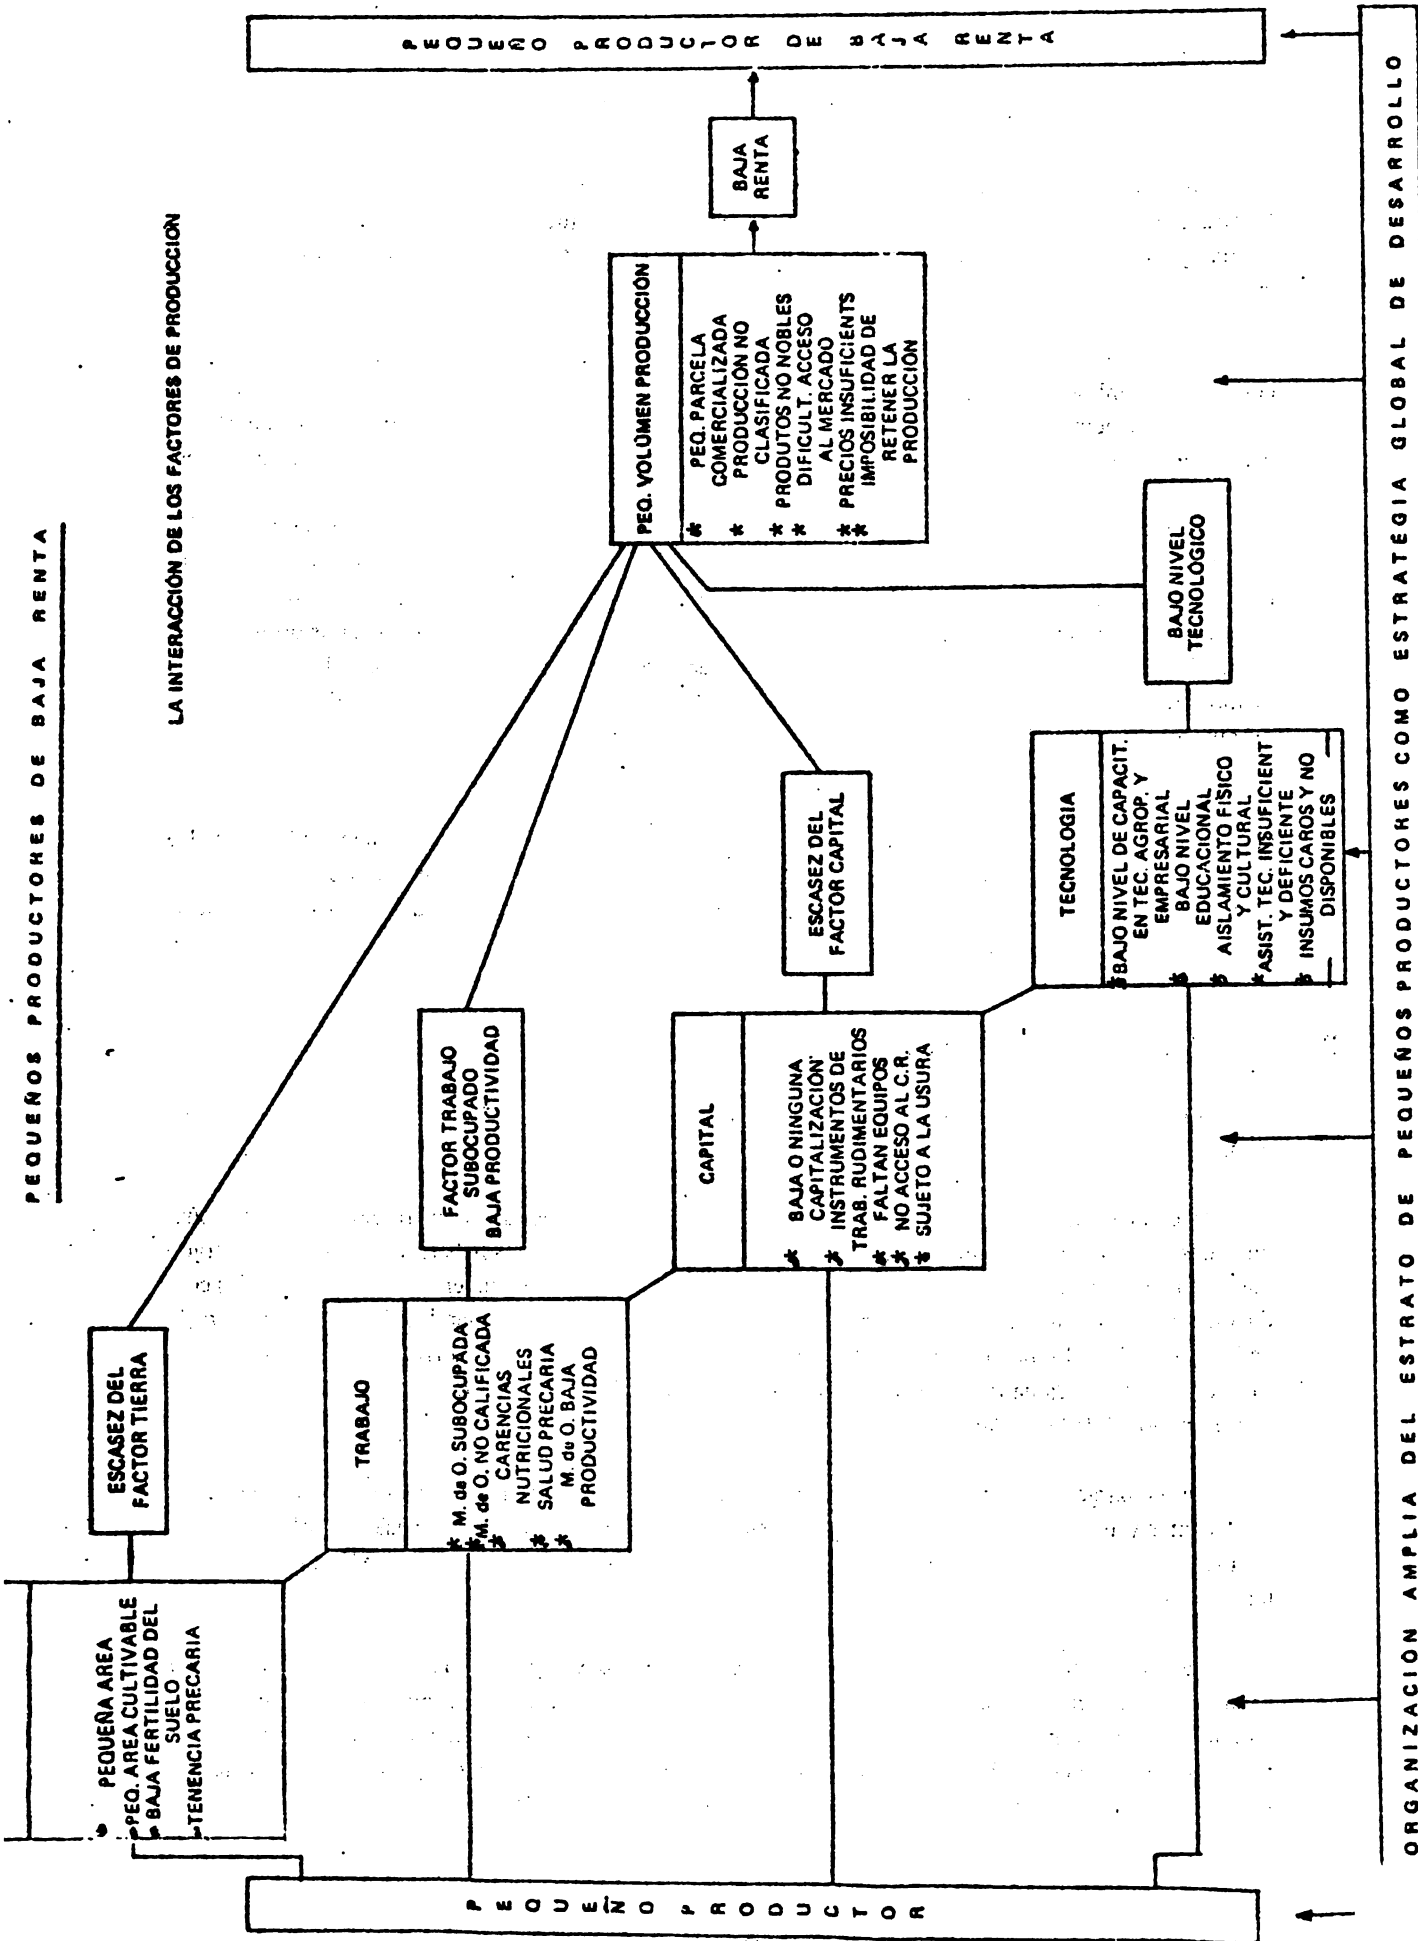 PEQUEÑOS PRODUCTORES DE BAJA RENTA
LA INTERACCIÓN DE LOS FACTORES DE PRODUCCION
PEQUEÑO PRODUCTOR
* PEQUEÑA AREA
* PEQ. AREA CULTIVABLE
* BAJA FERTILIDAD DEL
SUELO
* TENENCIA PRECARIA
ESCASEZ DEL
FACTOR TIERRA
TRABAJO
* M. de O. SUBOCUPADA
* M. de O. NO CALIFICADA
* CARENCIAS
NUTRICIONALES
* SALUD PRECARIA
* M. de O. BAJA
PRODUCTIVIDAD
FACTOR TRABAJO
SUBOCUPADO
BAJA PRODUCTIVIDAD
CAPITAL
* BAJA O NINGUNA
CAPITALIZACIÓN
* INSTRUMENTOS DE
TRAB. RUDIMENTARIOS
* FALTAN EQUIPOS
* NO ACCESO AL C.R.
* SUJETO A LA USURA
ESCASEZ DEL
FACTOR CAPITAL
TECNOLOGIA
* BAJO NIVEL DE CAPACIT.
EN TEC. AGROP. Y
EMPRESARIAL
* BAJO NIVEL
EDUCACIONAL
* AISLAMIENTO FISICO
Y CULTURAL
* ASIST. TEC. INSUFICIENT
Y DEFICIENTE
* INSUMOS CAROS Y NO
DISPONIBLES
BAJO NIVEL
TECNOLOGICO
PEQ. VOLÚMEN PRODUCCIÓN
* PEQ. PARCELA
COMERCIALIZADA
* PRODUCCIÓN NO
CLASIFICADA
* PRODUTOS NO NOBLES
* DIFICULT. ACCESO
AL MERCADO
* PRECIOS INSUFICIENTS
* IMPOSIBILIDAD DE
RETENER LA
PRODUCCIÓN
BAJA
RENTA
PEQUEÑO PRODUCTOR DE BAJA RENTA
ORGANIZACION AMPLIA DEL ESTRATO DE PEQUEÑOS PRODUCTORES COMO ESTRATEGIA GLOBAL DE DESARROLLO